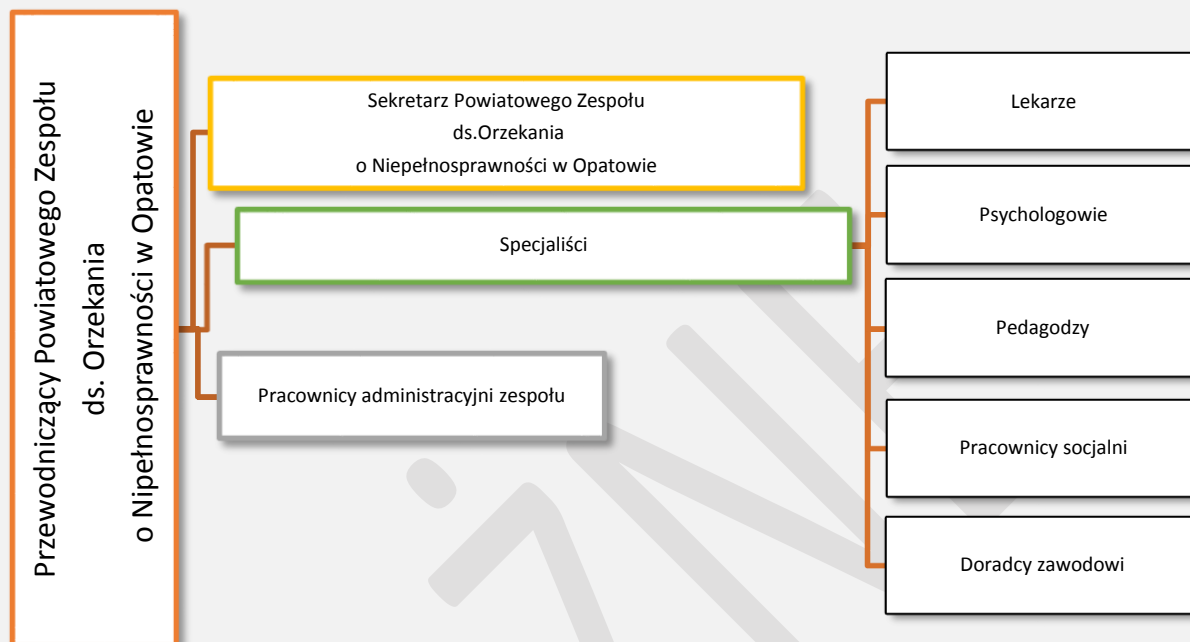 Przewodniczący Powiatowego Zespołu
ds. Orzekania
o Nipełnosprawności w Opatowie
Sekretarz Powiatowego Zespołu
ds.Orzekania
o Niepełnosprawności w Opatowie
Specjaliści
Pracownicy administracyjni zespołu
Lekarze
Psychologowie
Pedagodzy
Pracownicy socjalni
Doradcy zawodowi